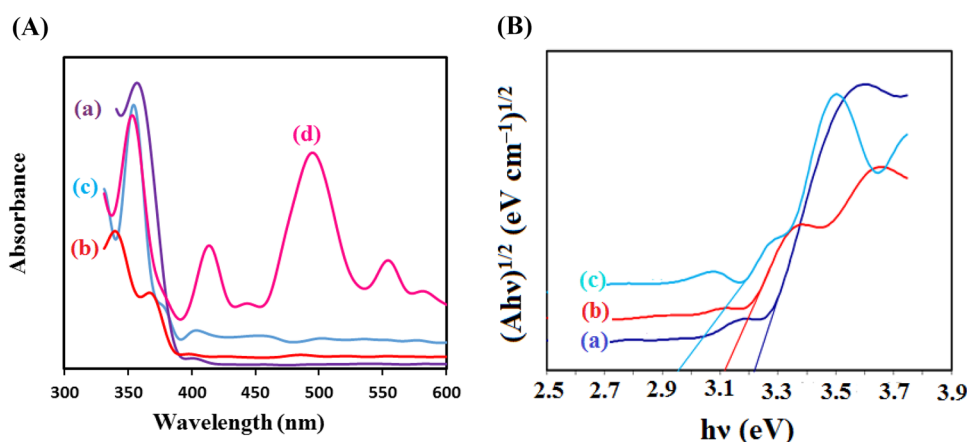 (A)
(a)
(c)
(b)
(d)
Absorbance
300 350 400 450 500 550 600
Wavelength (nm)
(B)
(Ahν)1/2 (eV cm−1)1/2
(c)
(b)
(a)
2.5 2.7 2.9 3.1 3.3 3.5 3.7 3.9
hν (eV)